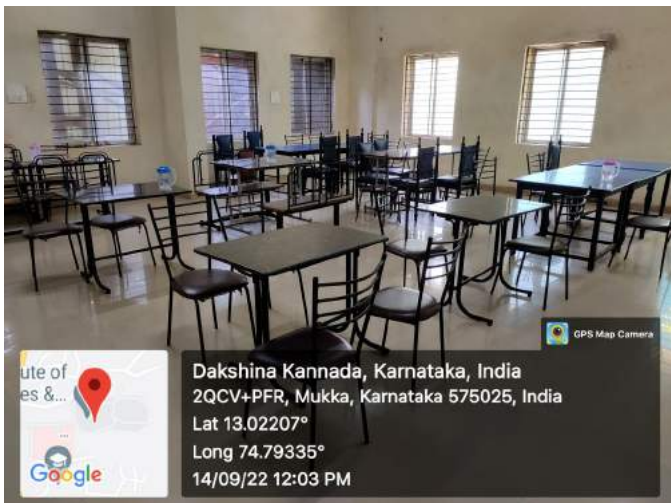 GPS Map Camera
ute of
es &...
...
Google
Dakshina Kannada, Karnataka, India
2QCV+PFR, Mukka, Karnataka 575025, India
Lat 13.02207°
Long 74.79335°
14/09/22 12:03 PM